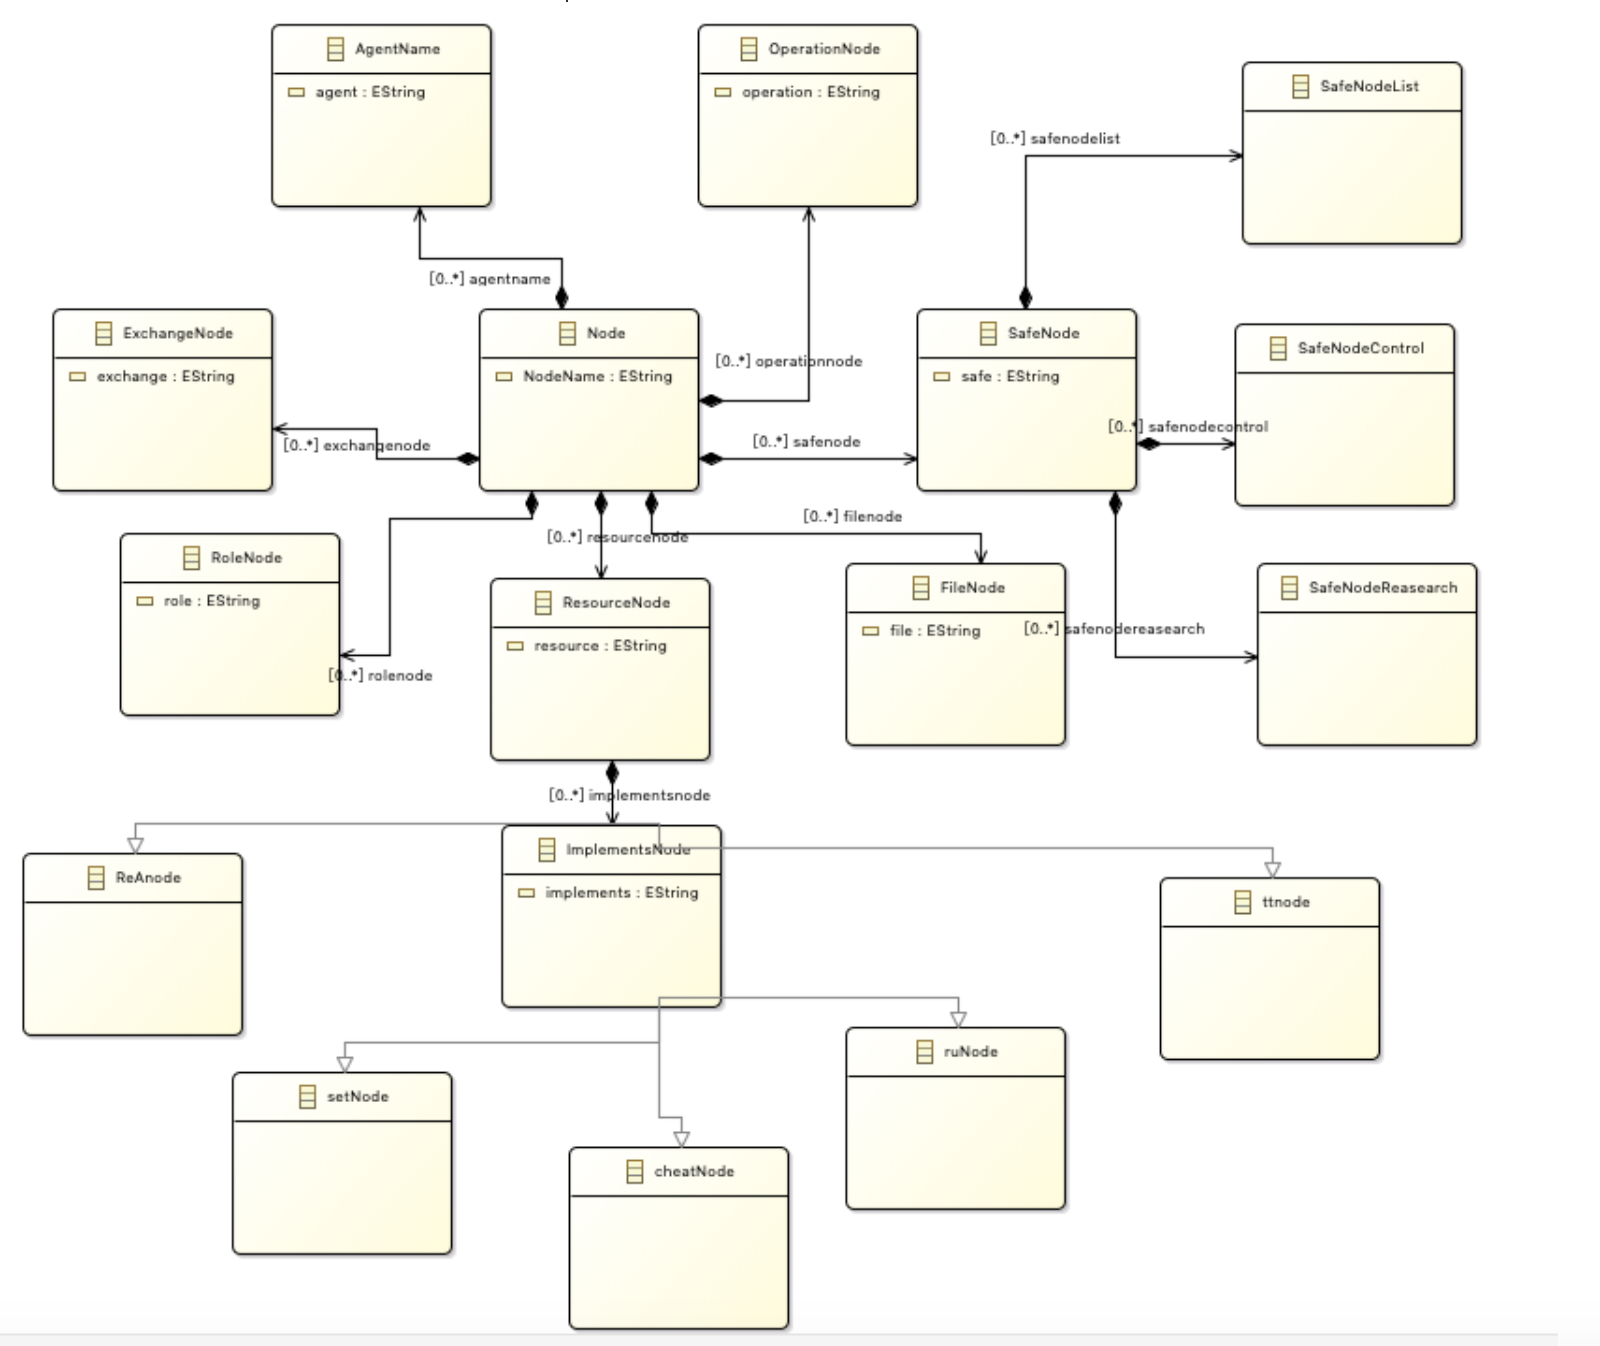 AgentName
agent : EString
OperationNode
operation : EString
SafeNodeList
[0..*] safenodelist
[0..*] agentname
ExchangeNode
exchange : EString
[0..*] exchangenode
Node
NodeName : EString
[0..*] operationnode
[0..*] safenode
SafeNode
safe : EString
SafeNodeControl
[0..*] safenodecontrol
RoleNode
role : EString
[0..*] rolenode
[0..*] resourcenode
ResourceNode
resource : EString
[0..*] filenode
FileNode
file : EString
[0..*] safenodereasearch
SafeNodeReasearch
[0..*] implementsnode
ReAnode
ImplementsNode
implements : EString
ttnode
setNode
cheatNode
ruNode